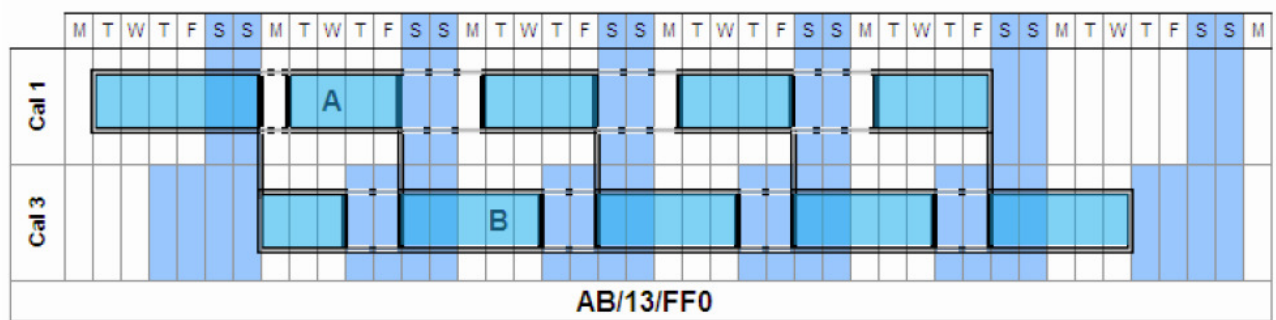 M T W T F S S M T W T F S S M T W T F S S M T W T F S S M T W T F S S M T W T F S S M
Cal 1
A
Cal 3
B
AB/13/FF0